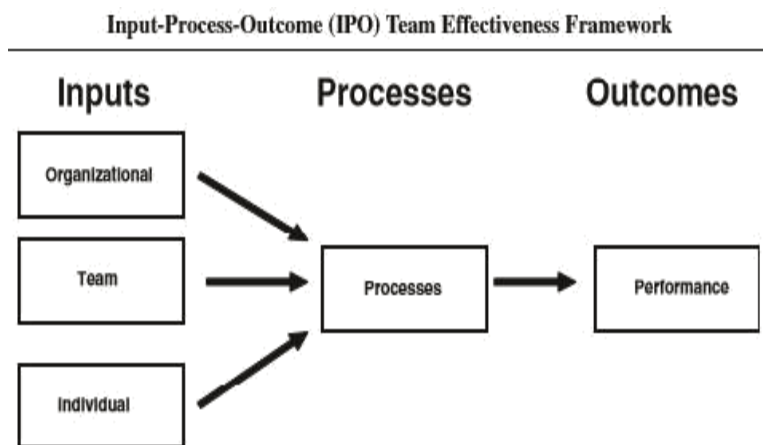 Input-Process-Outcome (IPO) Team Effectiveness Framework
Inputs Processes Outcomes
Organizational
Team
Processes
Performance
Individual